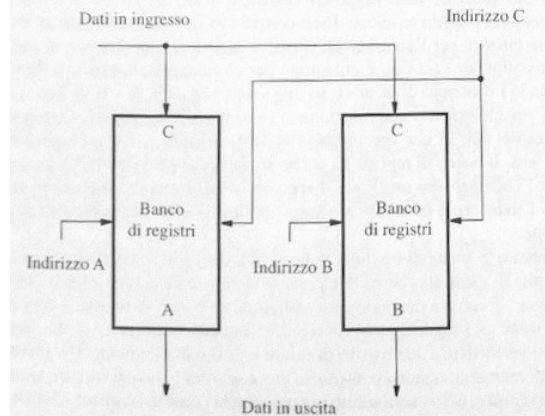 Dati in ingresso
Indirizzo C
C
C
Banco
di registri
Banco
di registri
Indirizzo A
Indirizzo B
A
B
Dati in uscita